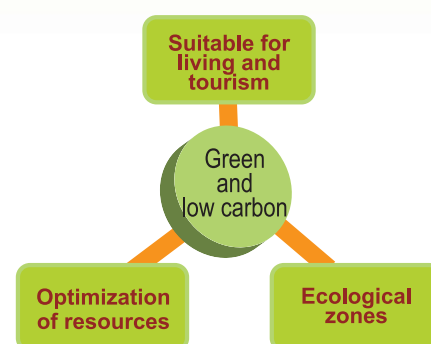 Suitable for
living and
tourism
Green
and
low carbon
Optimization
of resources
Ecological
zones